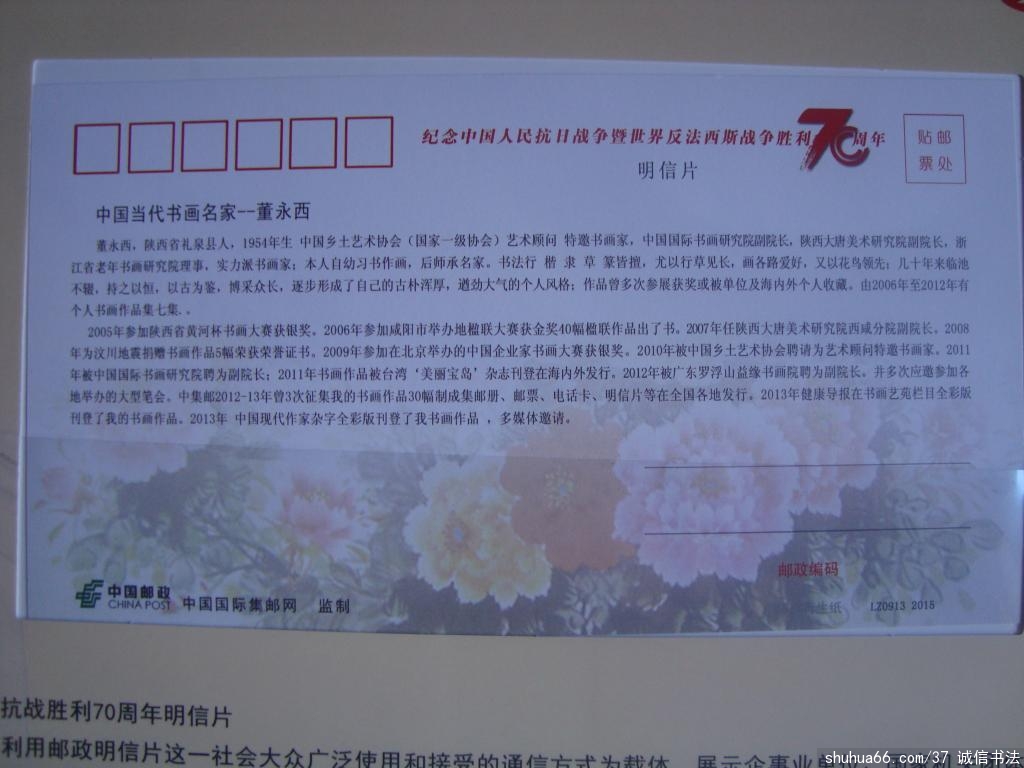 纪念中国人民抗日战争暨世界反法西斯战争胜利70周年
明信片
贴邮
票处
中国当代书画名家--董永西
董永西，陕西省礼泉县人，1954年生 中国乡土艺术协会（国家一级协会）艺术顾问 特邀书画家，中国国际书画研究院副院长，陕西大唐美术研究院副院长，浙
江省老年书画研究院理事，实力派书画家；本人自幼习书作画，后师承名家。书法行 楷 隶 草 篆皆擅，尤以行草见长，画各路爱好，又以花鸟领先；几十年来临池
不辍，持之以恒，以古为鉴，博采众长，逐步形成了自己的古朴浑厚，遒劲大气的个人风格；作品曾多次参展获奖或被单位及海内外个人收藏。由2006年至2012年有
个人书画作品集七集.。
2005年参加陕西省黄河杯书画大赛获银奖。2006年参加咸阳市举办地楹联大赛获金奖40幅楹联作品出了书。2007年任陕西大唐美术研究院西咸分院副院长。2008
年为汶川地震捐赠书画作品5幅荣获荣誉证书。2009年参加在北京举办的中国企业家书画大赛获银奖。2010年被中国乡土艺术协会聘请为艺术顾问特邀书画家。2011
年被中国国际书画研究院聘为副院长；2011年书画作品被台湾‘美丽宝岛’杂志刊登在海内外发行。2012年被广东罗浮山益缘书画院聘为副院长。并多次应邀参加各
地举办的大型笔会。中集邮2012-13年曾3次征集我的书画作品30幅制成集邮册、邮票、电话卡、明信片等在全国各地发行。2013年健康导报在书画艺苑栏目全彩版
刊登了我的书画作品。2013年 中国现代作家杂字全彩版刊登了我书画作品 ，多媒体邀请。
邮政编码
中国邮政
CHINA POST
中国国际集邮网 监制
生纸 LZ0913 2015
抗战胜利70周年明信片
利用邮政明信片这一社会大众广泛使用和接受的通信方式为载体，展示企事业
shuhua66.com/37 诚信书法